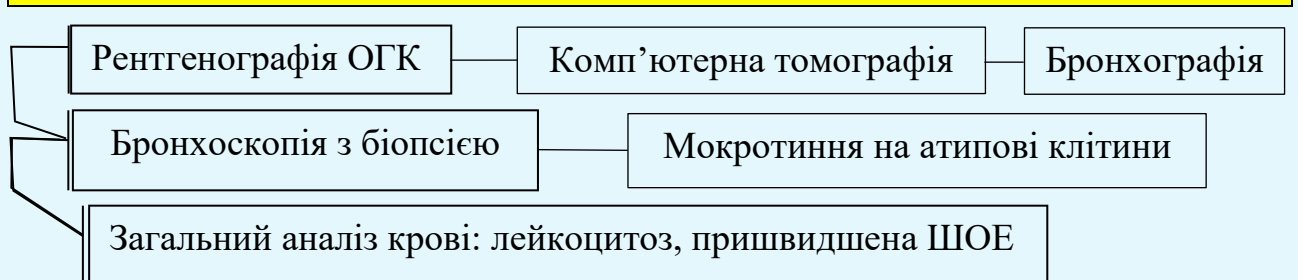 Рентгенографія ОГК Комп’ютерна томографія Бронхографія
Бронхоскопія з біопсією Мокротиння на атипові клітини
Загальний аналіз крові: лейкоцитоз, пришвидшена ШОЕ